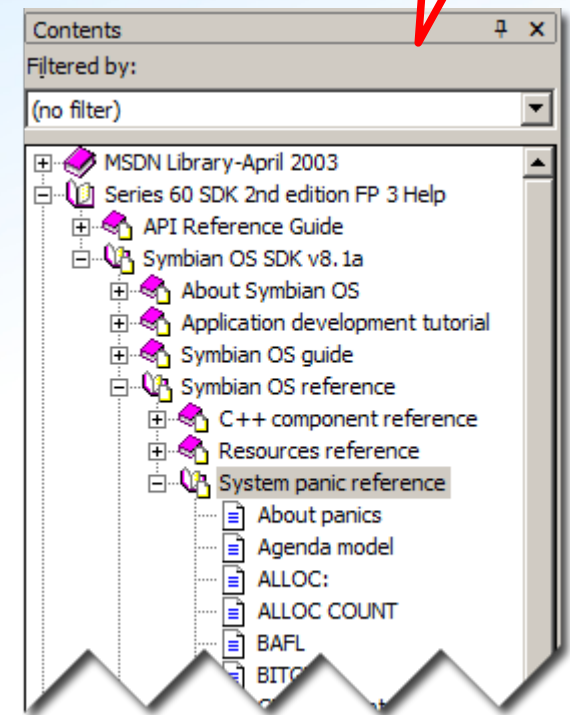 Contents
Filtered by:
(no filter)
MSDN Library-April 2003
Series 60 SDK 2nd edition FP 3 Help
API Reference Guide
Symbian OS SDK v8.1a
About Symbian OS
Application development tutorial
Symbian OS guide
Symbian OS reference
C++ component reference
Resources reference
System panic reference
About panics
Agenda model
ALLOC:
ALLOC COUNT
BAFL